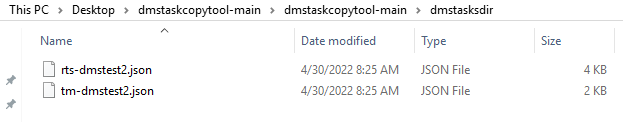 This PC > Desktop > dmstaskcopytool-main > dmstaskcopytool-main > dmstasksdir
Name Date modified Type Size
rts-dmstest2.json 4/30/2022 8:25 AM JSON File 4 KB
tm-dmstest2.json 4/30/2022 8:25 AM JSON File 2 KB